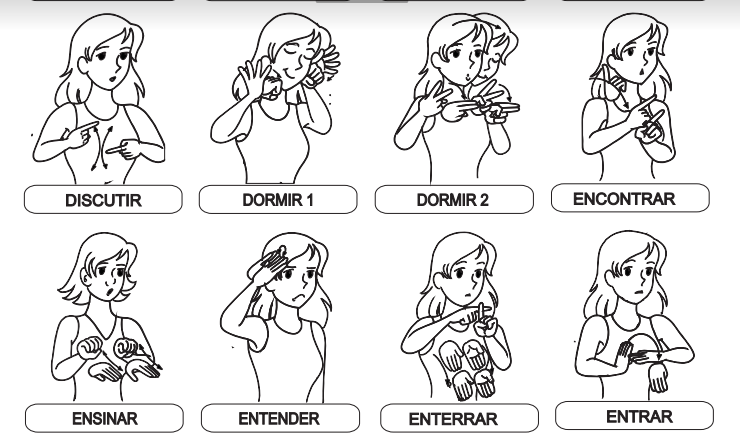 DISCUTIR
DORMIR 1
DORMIR 2
ENCONTRAR
ENSINAR
ENTENDER
ENTERRAR
ENTRAR